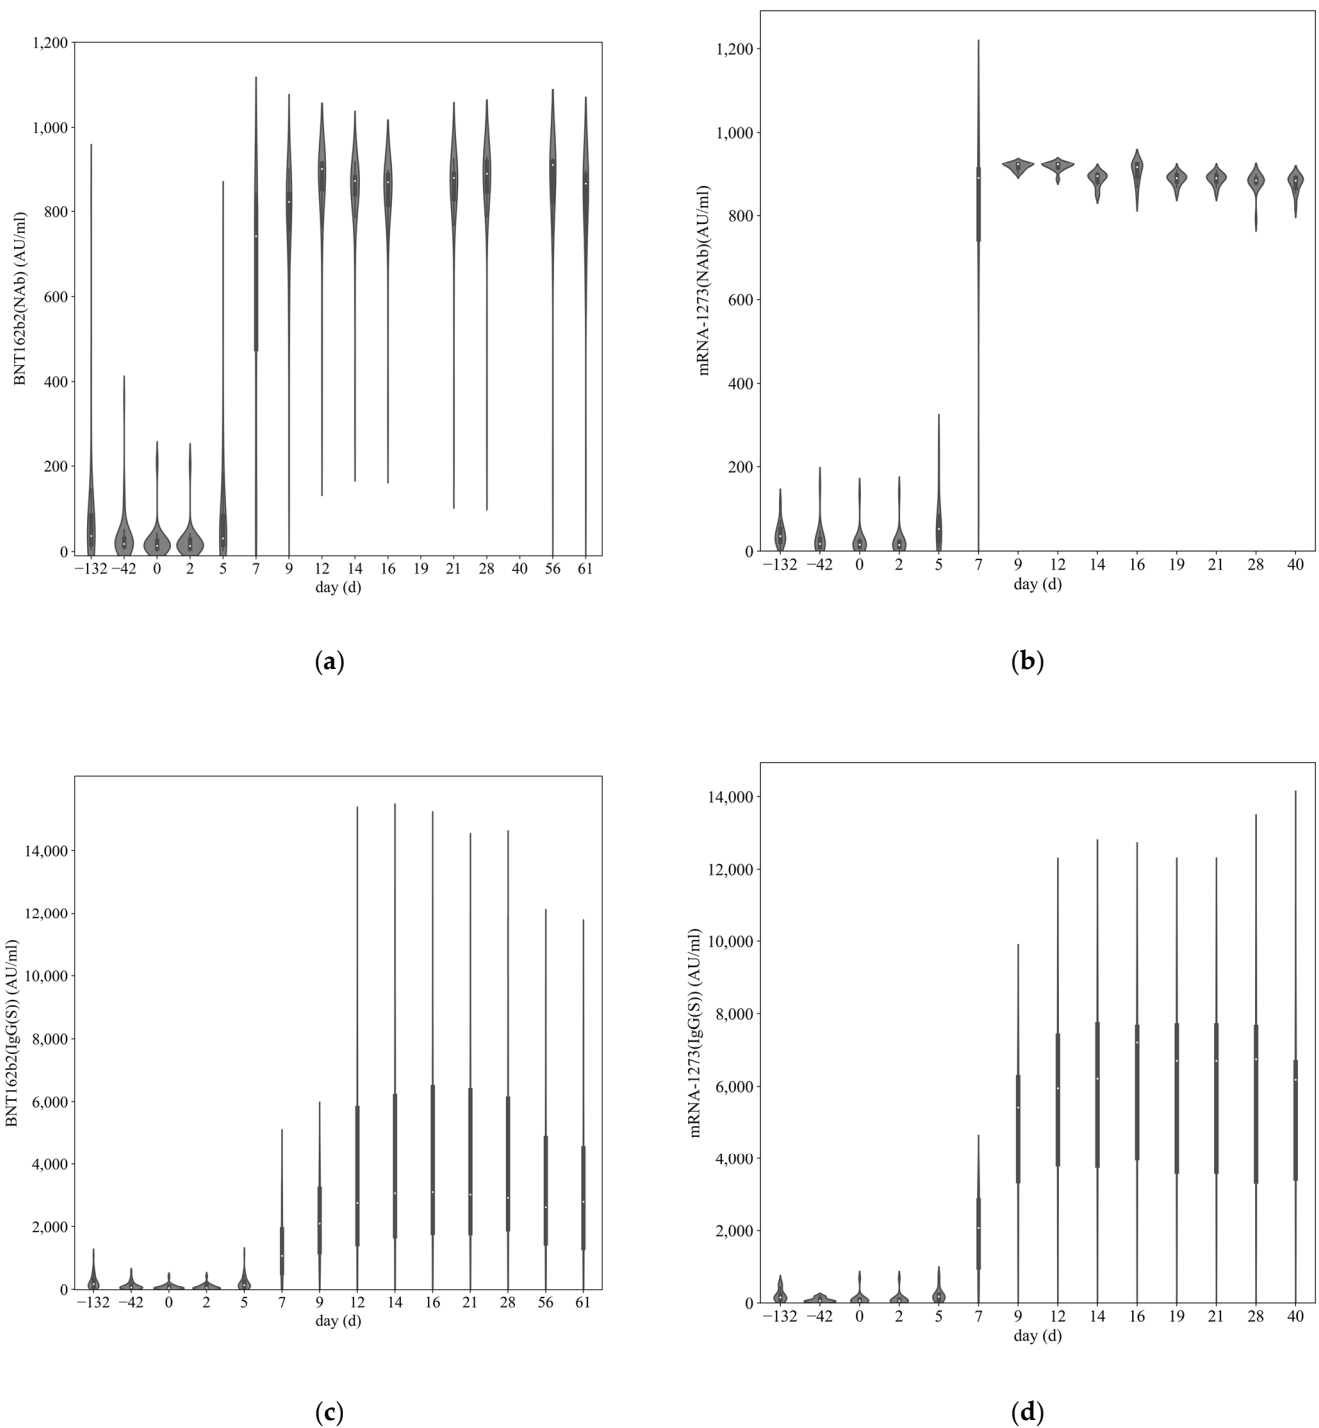 1,200
1,000
800
600
400
200
0
BNT162b2(NAb) (AU/ml)
−132 −42 0 2 5 7 9 12 14 16 19 21 28 40 56 61
day (d)
(a)
1,200
1,000
800
600
400
200
0
mRNA-1273(NAb)(AU/ml)
−132 −42 0 2 5 7 9 12 14 16 19 21 28 40
day (d)
(b)
14,000
12,000
10,000
8,000
6,000
4,000
2,000
0
BNT162b2(IgG(S)) (AU/ml)
−132 −42 0 2 5 7 9 12 14 16 21 28 56 61
day (d)
(c)
14,000
12,000
10,000
8,000
6,000
4,000
2,000
0
mRNA-1273(IgG(S)) (AU/ml)
−132 −42 0 2 5 7 9 12 14 16 19 21 28 40
day (d)
(d)